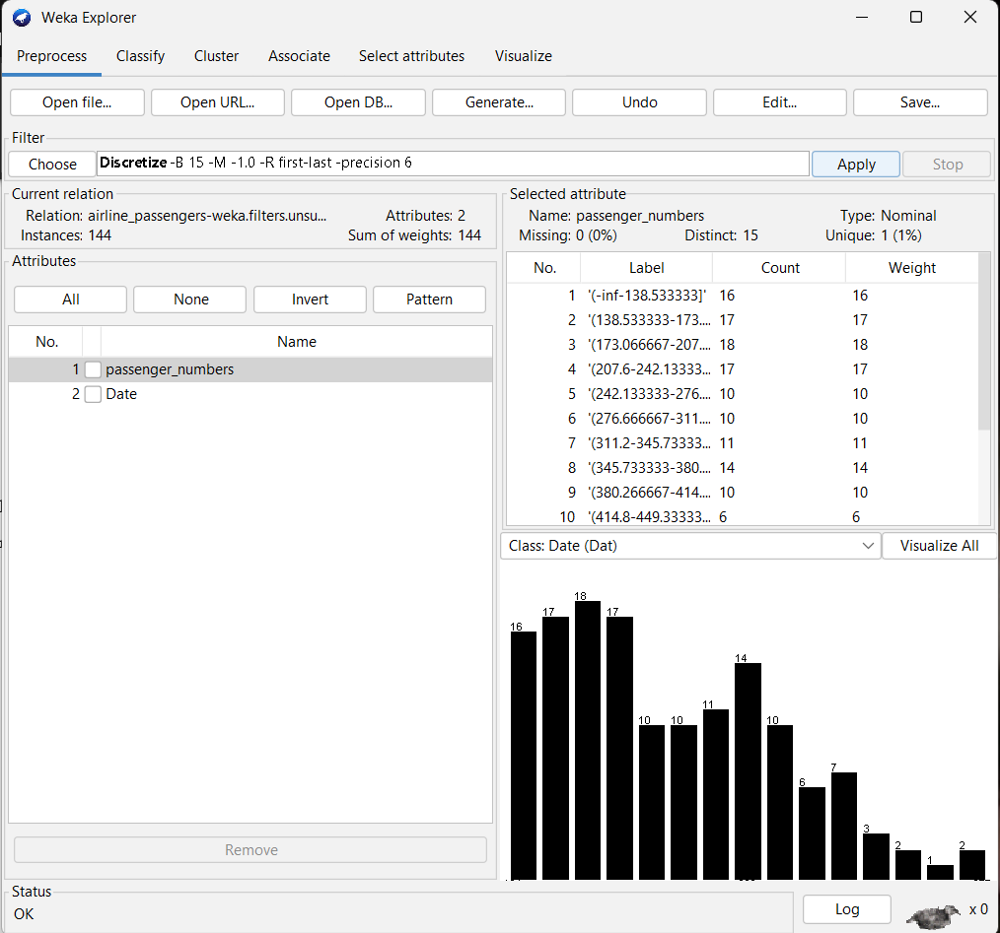 Weka Explorer
Preprocess Classify Cluster Associate Select attributes Visualize
Open file... Open URL... Open DB... Generate... Undo Edit... Save...
Filter
Choose Discretize -B 15 -M -1.0 -R first-last -precision 6 Apply Stop
Current relation
Relation: airline_passengers-weka.filters.unsu... Attributes: 2
Instances: 144 Sum of weights: 144
Attributes
All None Invert Pattern
No. Name
1 passenger_numbers
2 Date
Remove
Selected attribute
Name: passenger_numbers Type: Nominal
Missing: 0 (0%) Distinct: 15 Unique: 1 (1%)
No. Label Count Weight
1 '(-inf-138.533333]' 16 16
2 '(138.533333-173.... 17 17
3 '(173.066667-207.... 18 18
4 '(207.6-242.13333... 17 17
5 '(242.133333-276.... 10 10
6 '(276.666667-311.... 10 10
7 '(311.2-345.73333... 11 11
8 '(345.733333-380.... 14 14
9 '(380.266667-414.... 10 10
10 '(414.8-449.33333... 6 6
Class: Date (Dat) Visualize All
16 17 18 17 10 10 11 14 10 6 7 3 2 1 2
Status
OK
Log x 0